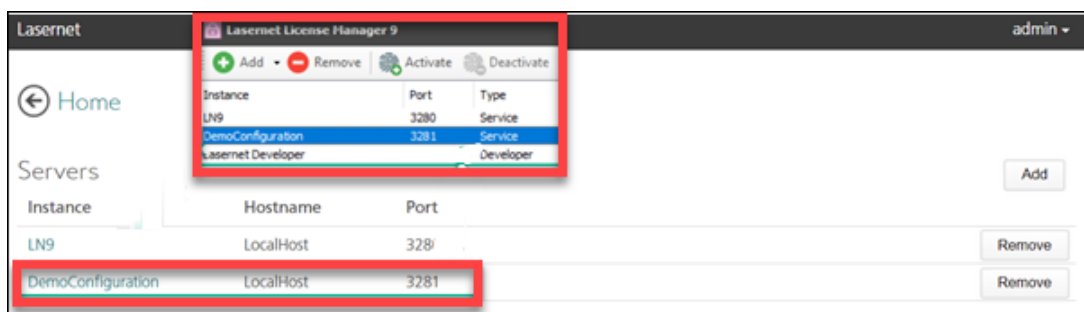 Lasernet
admin
Lasernet License Manager 9
Add Remove Activate Deactivate
Instance Port Type
LN9 3280 Service
DemoConfiguration 3281 Service
Lasernet Developer Developer
Home
Servers
Add
Instance Hostname Port
LN9 LocalHost Remove
DemoConfiguration LocalHost 3281 Remove